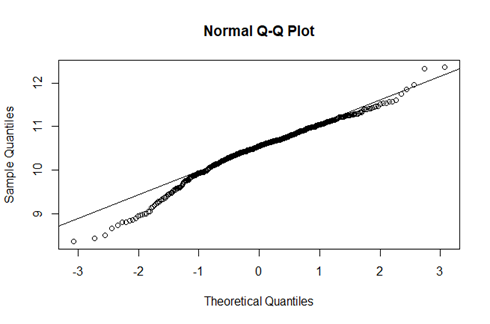 Normal Q-Q Plot
12
11
10
9
Sample Quantiles
-3 -2 -1 0 1 2 3
Theoretical Quantiles